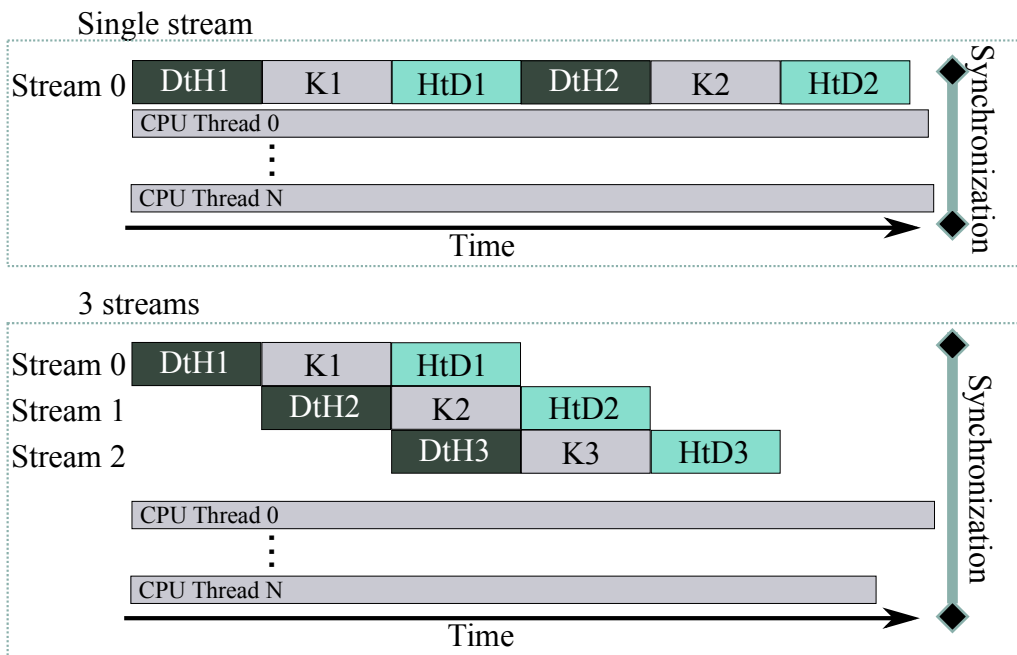 Single stream
Stream 0 DtH1 K1 HtD1 DtH2 K2 HtD2
CPU Thread 0
CPU Thread N
Time
Synchronization
3 streams
Stream 0 DtH1 K1 HtD1
Stream 1 DtH2 K2 HtD2
Stream 2 DtH3 K3 HtD3
CPU Thread 0
CPU Thread N
Time
Synchronization